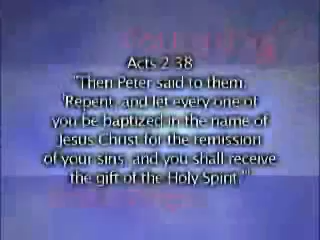 Acts 2:38
"Then Peter said to them,
'Repent, and let every one of
you be baptized in the name of
Jesus Christ for the remission
of your sins, and you shall receive
the gift of the Holy Spirit.'"